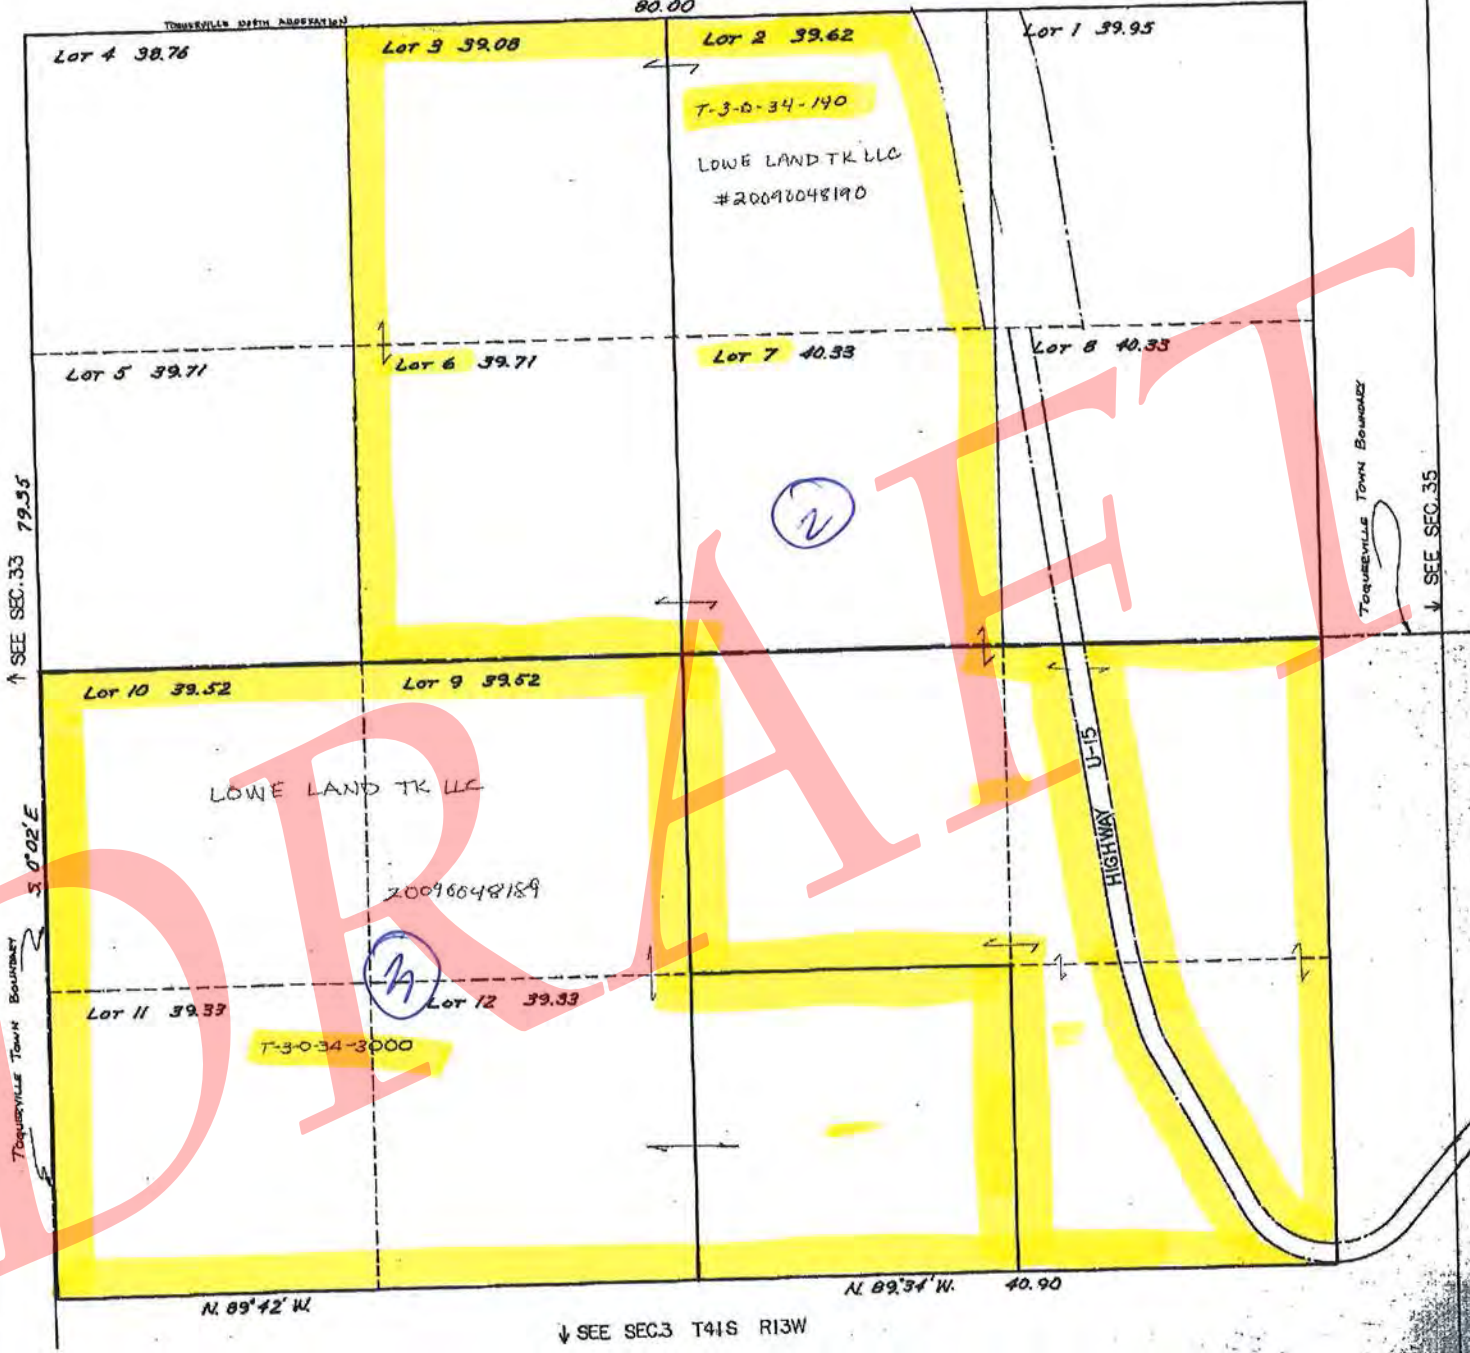 80.00
TOQUERVILLE NORTH ANNEXATION
Lot 4 38.76
Lot 3 39.08
Lot 2 39.62
Lot 1 39.95
T-3-0-34-140
LOWE LAND TK LLC
#20090048190
Lot 5 39.71
Lot 6 39.71
Lot 7 40.33
Lot 8 40.33
2
↑ SEE SEC.33 79.35
TOQUERVILLE TOWN BOUNDARY
↓ SEE SEC.35
Lot 10 39.52
Lot 9 39.52
LOWE LAND TK LLC
20090048189
S. 0°02' E
HIGHWAY U-15
TOQUERVILLE TOWN BOUNDARY
3
Lot 11 39.33
Lot 12 39.33
T-3-0-34-3000
N. 89°42' W.
N. 89°34' W. 40.90
↓ SEE SEC.3 T41S R13W
DRAFT